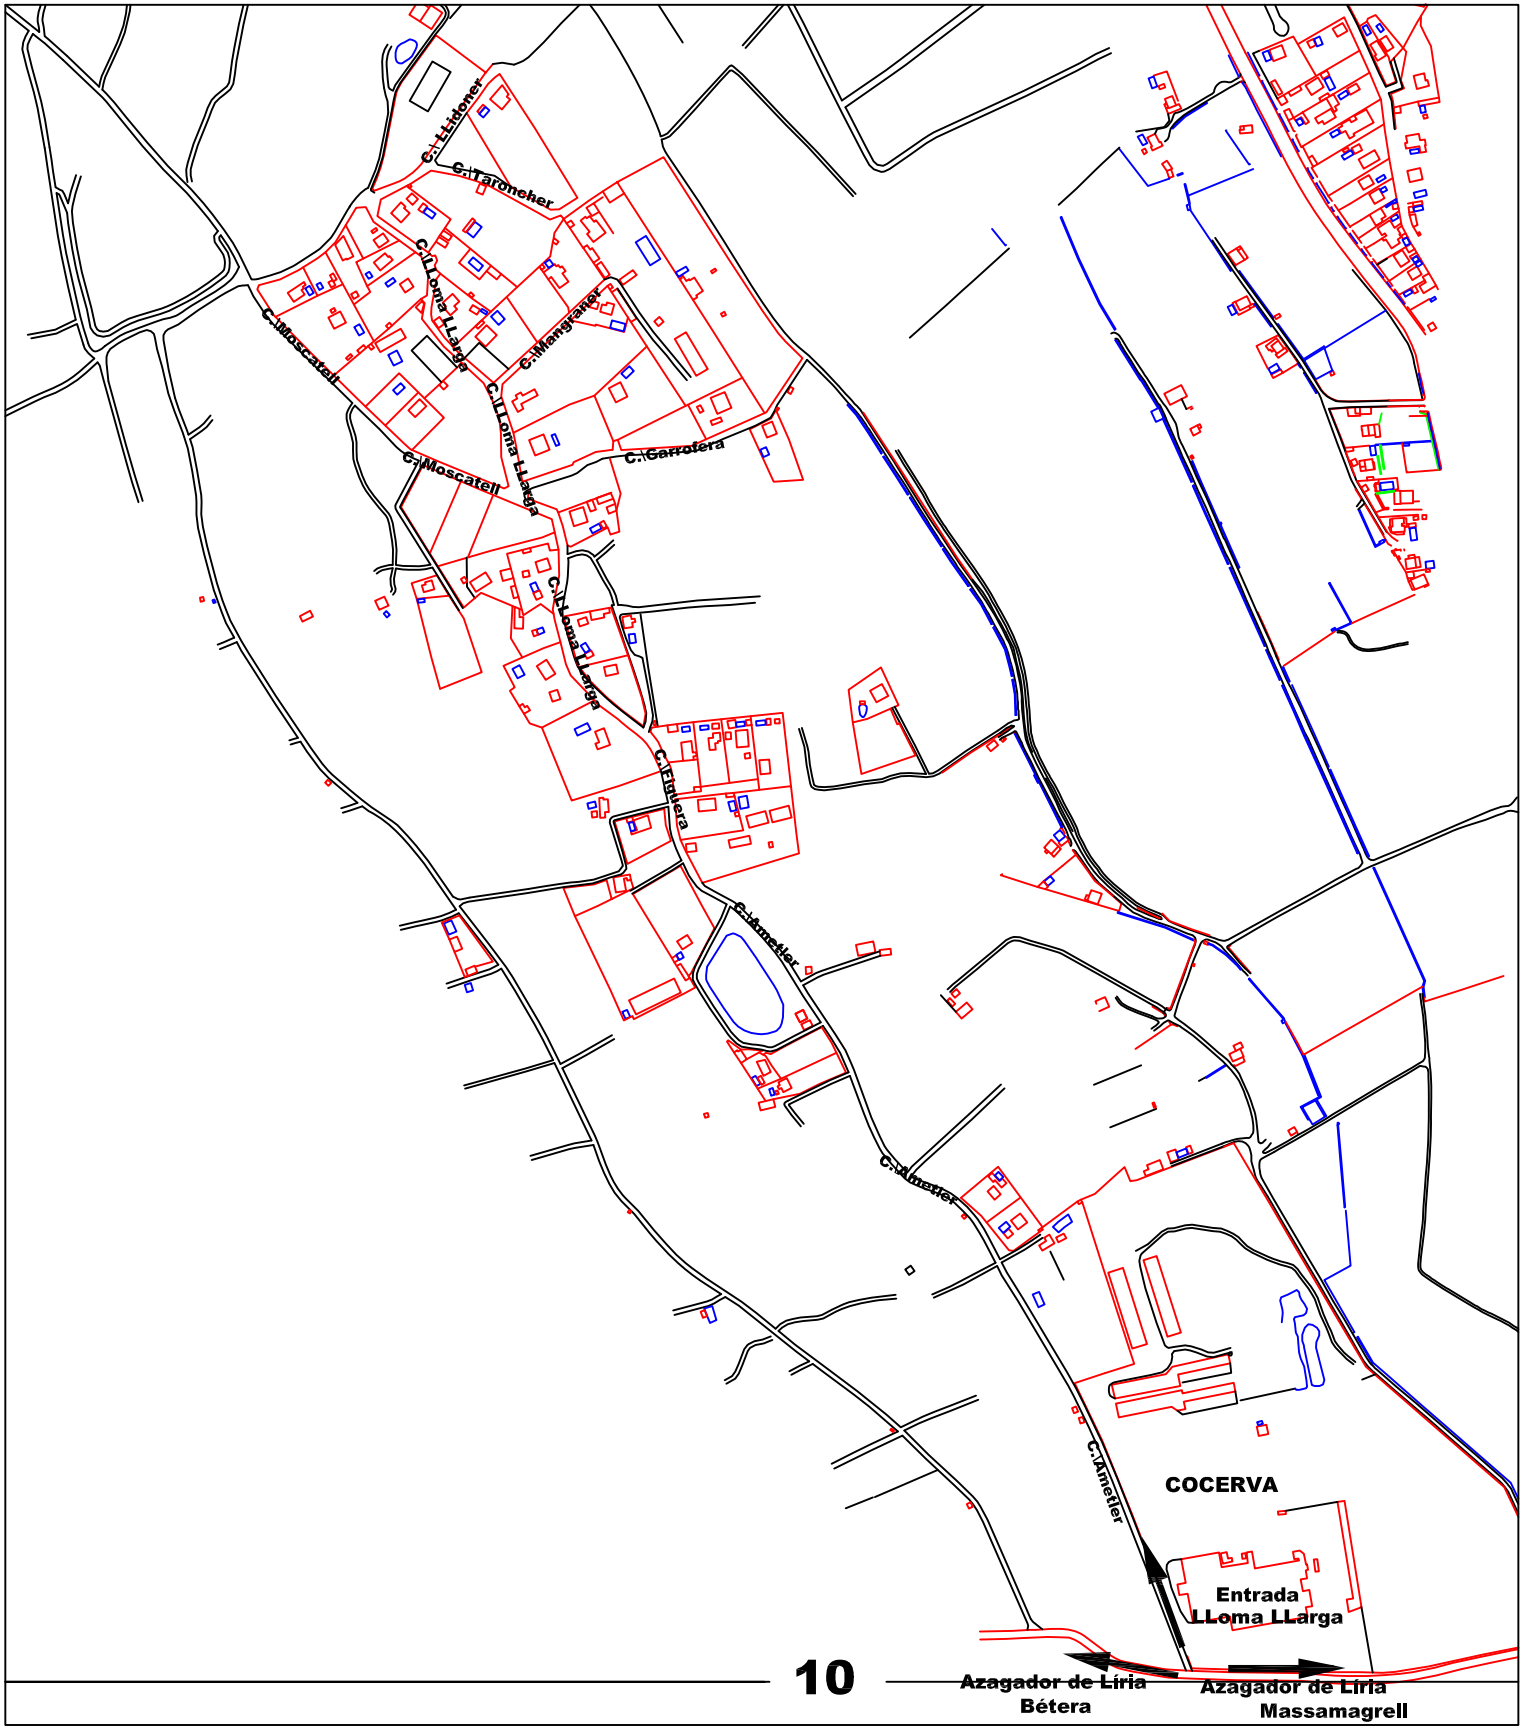 C.\LLidoner
C.\Taroncher
C.\LLoma LLarga
C.\Mangraner
C.\Moscatell
C.\LLoma LLarga
C.\Garrofera
C.\Moscatell
C.\LLoma LLarga
C.\Figuera
C.\Ametler
C.\Ametler
C.\Ametler
COCERVA
Entrada
LLoma LLarga
10
Azagador de Líria
Bétera
Azagador de Líria
Massamagrell